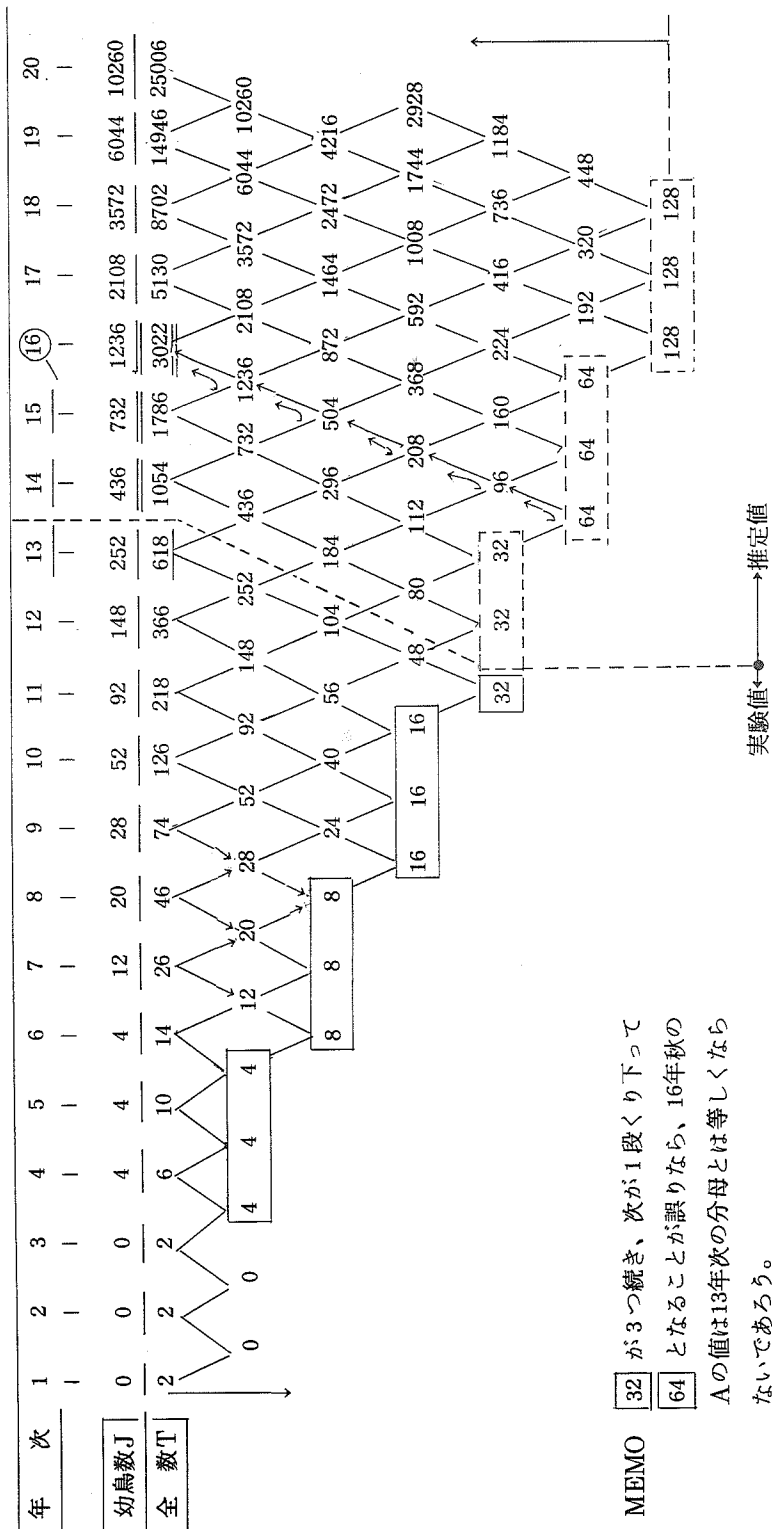 年 次 1 2 3 4 5 6 7 8 9 10 11 12 13 14 15 16 17 18 19 20
幼鳥数J 0 0 0 4 4 4 12 20 28 52 92 148 252 436 732 1236 2108 3572 6044 10260
全 数T 2 2 2 6 10 14 26 46 74 126 218 366 618 1054 1786 3022 5130 8702 14946 25006
0 0 4 4 4 12 20 28 52 92 148 252 436 732 1236 2108 3572 6044 10260
8 8 8 24 40 56 104 184 296 504 872 1464 2472 4216
16 16 16 48 80 112 208 368 592 1008 1744 2928
32 32 32 96 160 224 416 736 1184
64 64 64 192 320 448
128 128 128
実験値 推定値
MEMO 32 が3つ続き、次が1段くり下って
64 となることが誤りなら、16年秋の
Aの値は13年次の分母とは等しくなら
ないであろう。